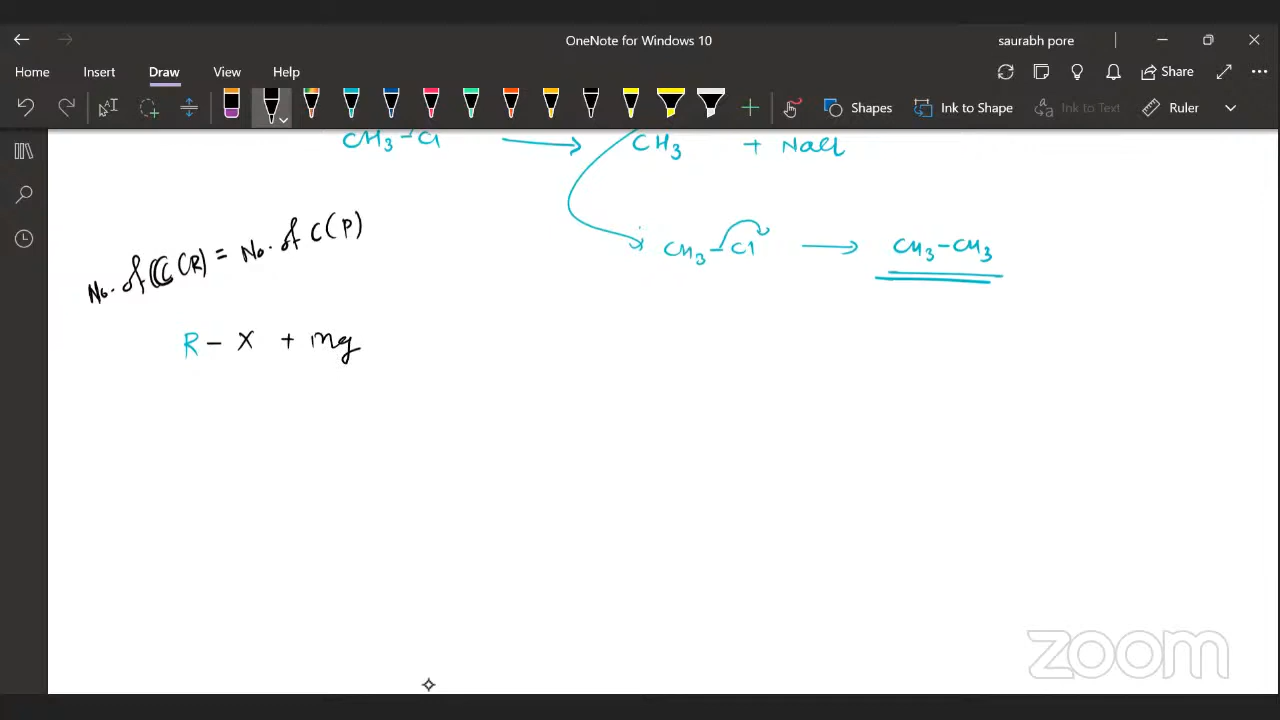 OneNote for Windows 10
saurabh pore
Home Insert Draw View Help
Share
Shapes Ink to Shape Ink to Text Ruler
CH3-Cl → CH3 + NaCl
CH3-Cl → CH3-CH3
No. of C(R) = No. of C(P)
R - X + Mg
zoom